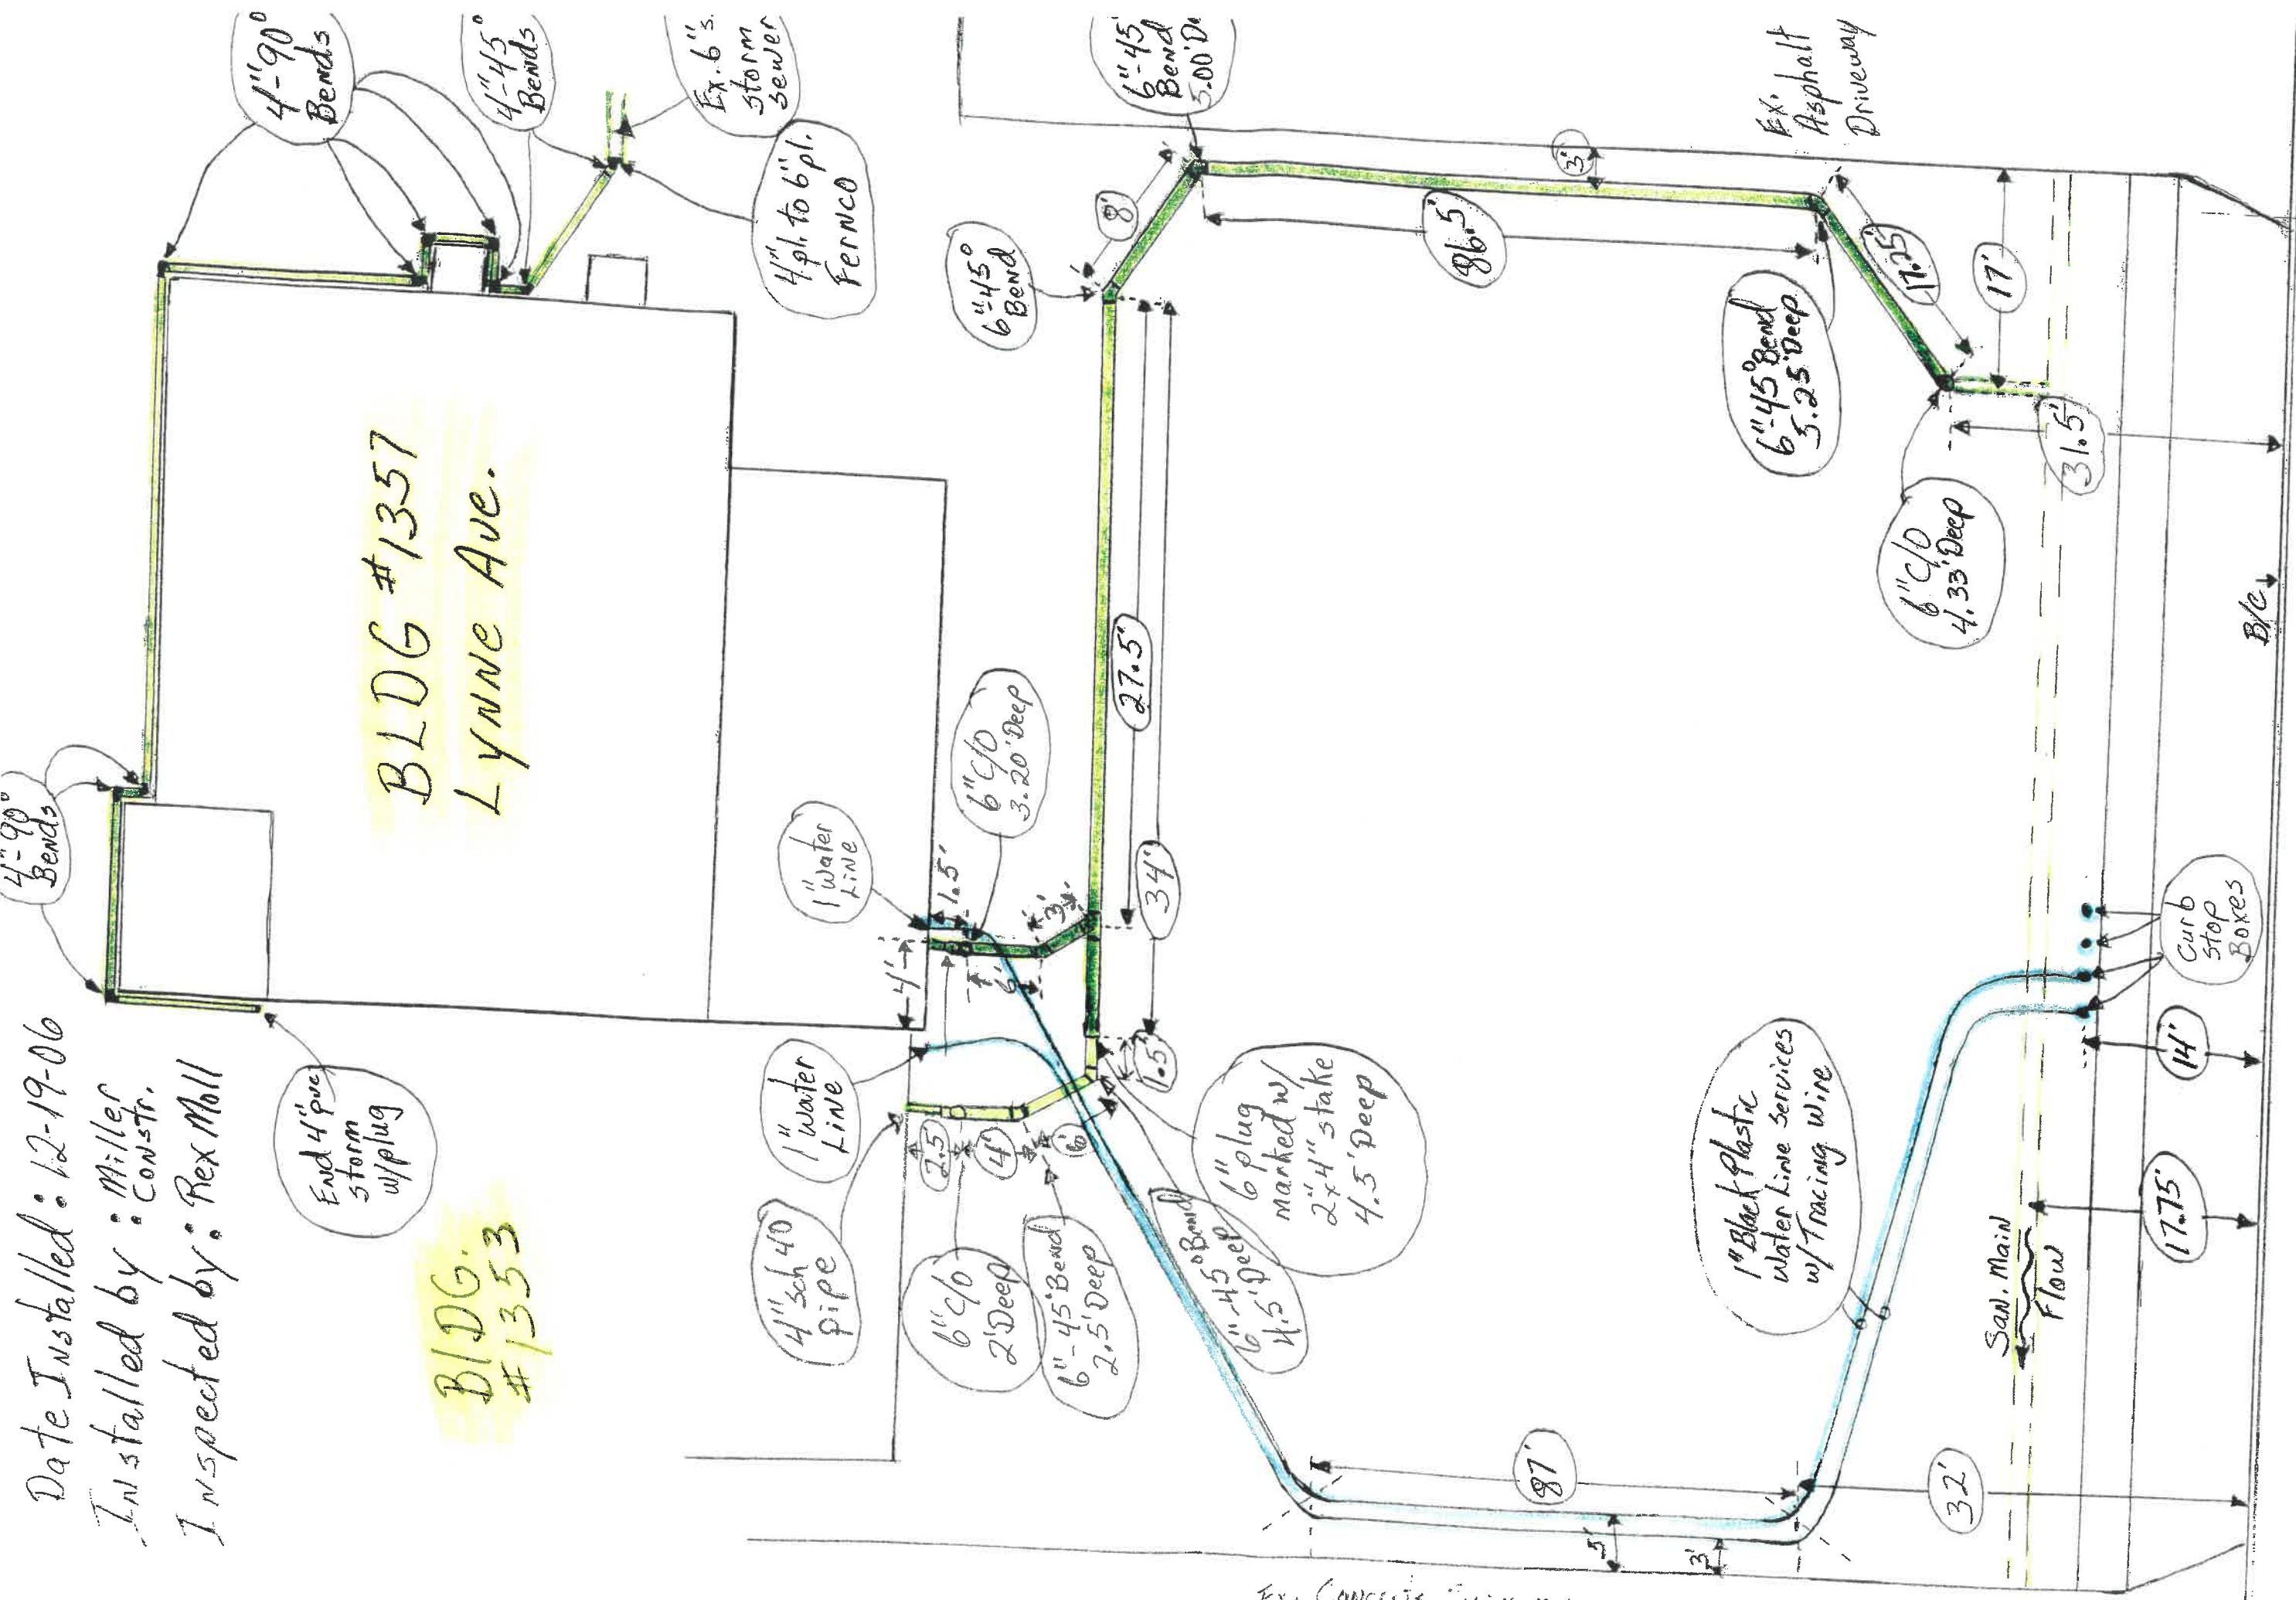 Date Installed: 12-19-06
Installed by: Miller
Constr.
Inspected by: Rex Moll
BLDG.
#1353
BLDG #1357
Lynne Ave.
4"-90°
Bends
4"-90°
Bends
4"-45°
Bends
Ex. 6" s.
storm
sewer
4" pl. to 6" pl.
Fernco
End 4" pvc
storm
w/plug
1" Water
Line
1" Water
Line
4'
1.5'
6" C/O
3.20' Deep
6'
3'
4" Sch 40
pipe
2.5
4'
6'
6" C/O
2' Deep
6"-45° Bend
2.5' Deep
6"-45° Bend
4.5' Deep
1.5'
6" plug
marked w/
2"x4" stake
4.5' Deep
27.5'
34'
6"-45°
Bend
8'
6"-45°
Bend
3'
86.5'
Ex.
Asphalt
Driveway
6"-45° Bend
17.25'
17'
31.5'
6" C/O
4.33' Deep
B/C
Curb
Stop
Boxes
14'
17.75'
1" Black Plastic
Water Line Services
w/ Tracing Wire
San. Main
Flow
87'
32'
5'
3'
Ex. Concrete